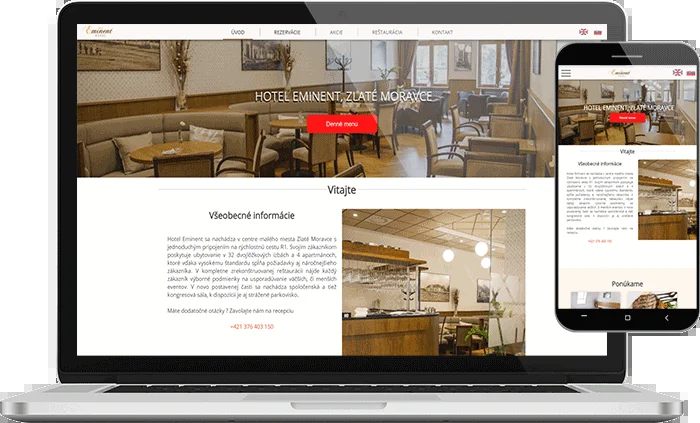 Eminent
ÚVOD
REZERVÁCIE
AKCIE
REŠTAURÁCIA
KONTAKT
HOTEL EMINENT, ZLATÉ MORAVCE
Denné menu
Vitajte
Všeobecné informácie
Hotel Eminent sa nachádza v centre malého mesta Zlaté Moravce s
jednoduchým pripojením na rýchlostnú cestu R1. Svojim zákazníkom
poskytuje ubytovanie v 32 dvojlôžkových izbách a 4 apartmánoch,
ktoré vďaka vysokému štandardu spĺňa požiadavky aj náročnejšieho
zákazníka. V kompletne zrekonštruovanej reštaurácii nájde každý
zákazník výborné podmienky na usporadúvanie väčších, či menších
eventov. V novo postavenej časti sa nachádza spoločenská a tiež
kongresová sála, k dispozícii je aj strážené parkovisko.
Máte dodatočné otázky ? Zavolajte nám na recepciu
+421 376 403 150
Eminent
HOTEL EMINENT, ZLATÉ MORAVCE
Denné menu
Vitajte
Všeobecné informácie
+421 376 403 150
Ponúkame